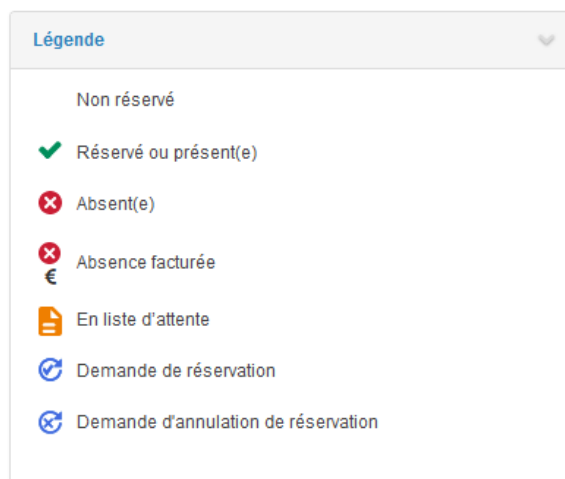 Légende
Non réservé
Réservé ou présent(e)
Absent(e)
€
Absence facturée
En liste d'attente
Demande de réservation
Demande d'annulation de réservation